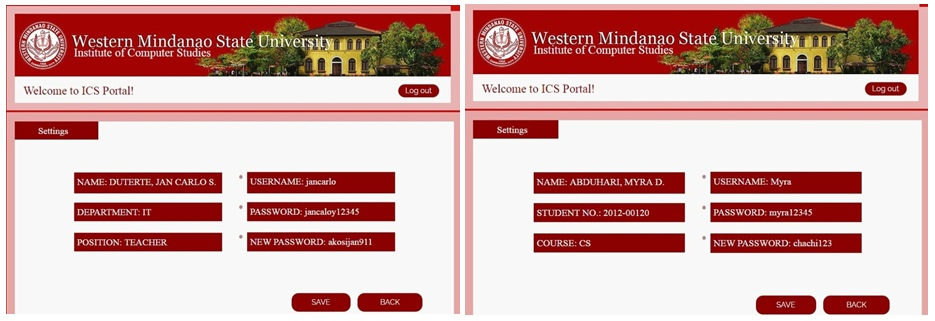 Western Mindanao State University
Institute of Computer Studies
Welcome to ICS Portal!
Log out
Settings
NAME: DUTERTE, JAN CARLO S.
* USERNAME: jancarlo
DEPARTMENT: IT
* PASSWORD: jancaloy12345
POSITION: TEACHER
* NEW PASSWORD: akosijan911
SAVE
BACK
Western Mindanao State University
Institute of Computer Studies
Welcome to ICS Portal!
Log out
Settings
NAME: ABDUHARI, MYRA D.
* USERNAME: Myra
STUDENT NO.: 2012-00120
* PASSWORD: myra12345
COURSE: CS
* NEW PASSWORD: chachi123
SAVE
BACK